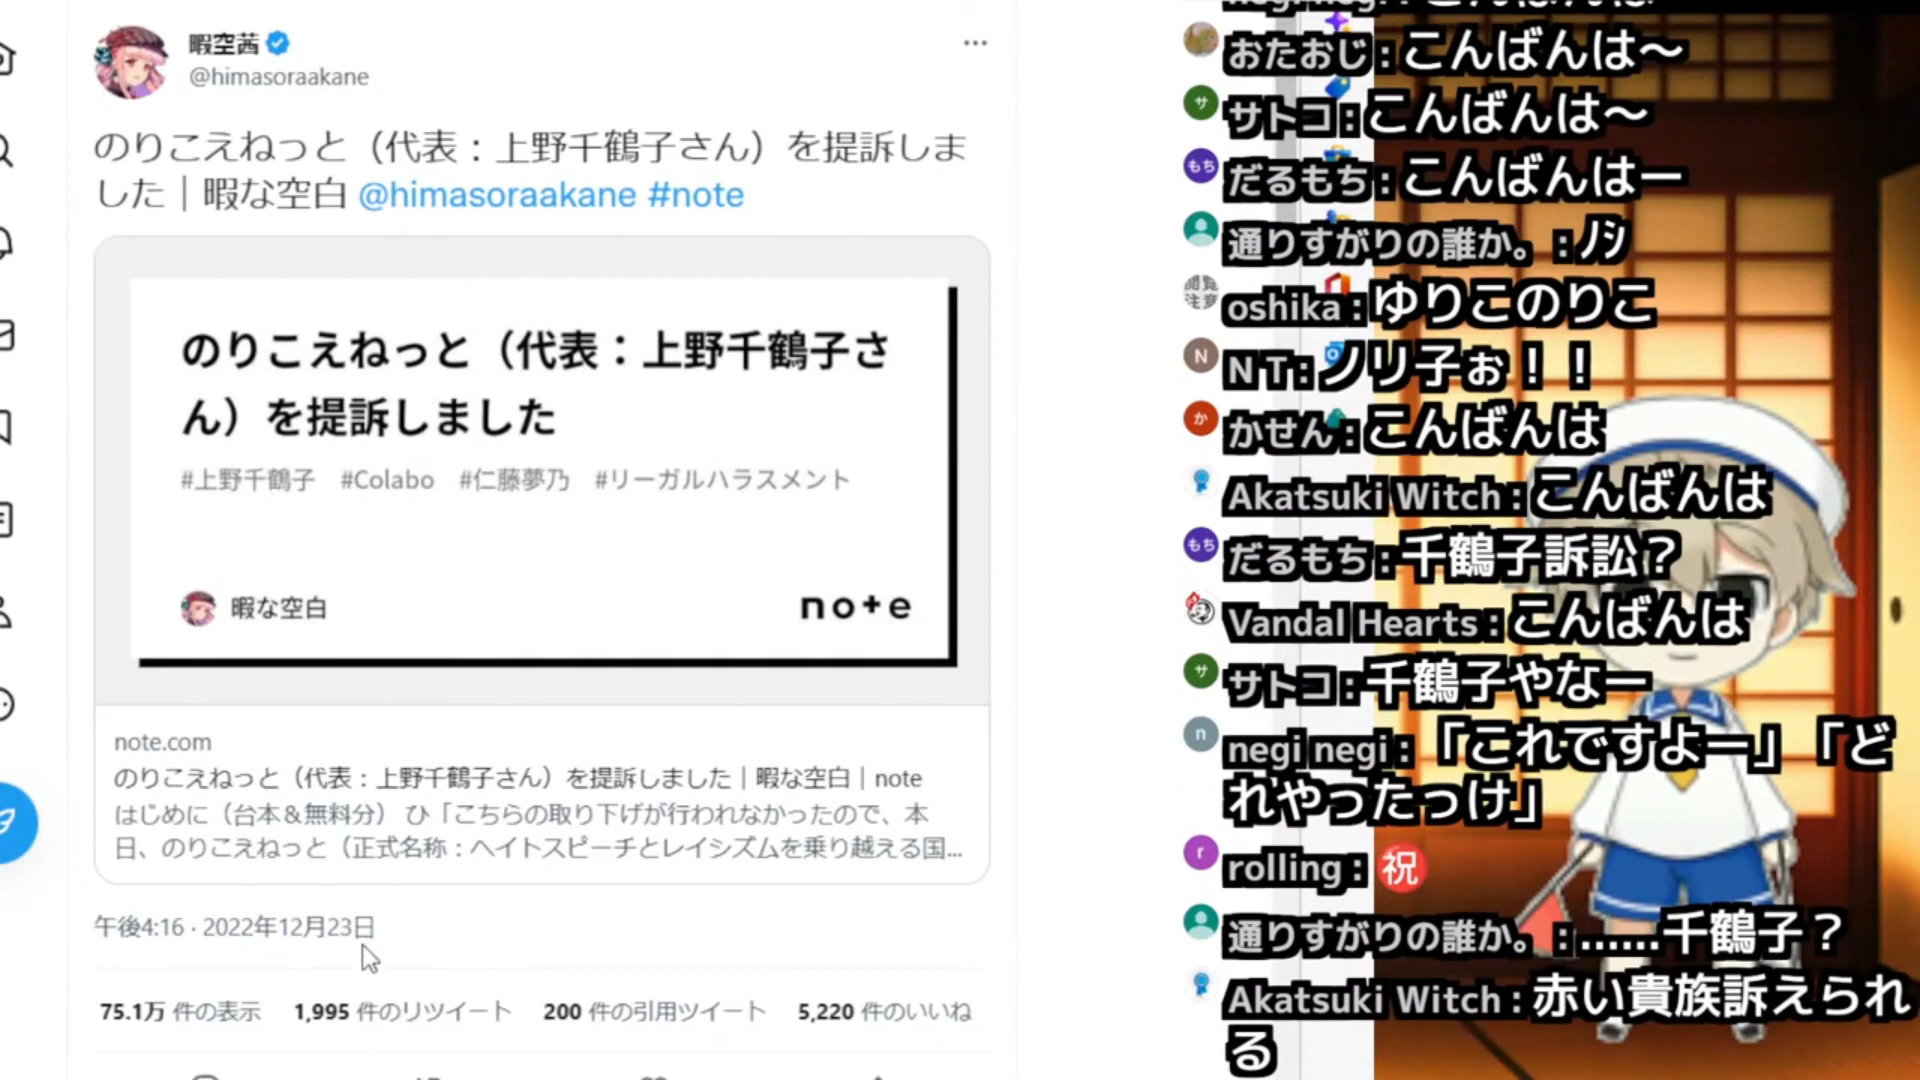 暇空茜
@himasoraakane
のりこえねっと（代表：上野千鶴子さん）を提訴しま
した｜暇な空白 @himasoraakane #note
のりこえねっと（代表：上野千鶴子さ
ん）を提訴しました
#上野千鶴子 #Colabo #仁藤夢乃 #リーガルハラスメント
暇な空白
note
note.com
のりこえねっと（代表：上野千鶴子さん）を提訴しました｜暇な空白｜note
はじめに（台本＆無料分） ひ「こちらの取り下げが行われなかったので、本
日、のりこえねっと（正式名称：ヘイトスピーチとレイシズムを乗り越える国...
午後4:16 · 2022年12月23日
75.1万 件の表示 1,995 件のリツイート 200 件の引用ツイート 5,220 件のいいね
おたおじ：こんばんは～
サ
サトコ：こんばんは～
もち
だるもち：こんばんはー
通りすがりの誰か。：ﾉｼ
閲覧
注意
oshika：ゆりこのりこ
N
N T：ノリ子ぉ！！
か
かせん：こんばんは
Akatsuki Witch：こんばんは
もち
だるもち：千鶴子訴訟？
Vandal Hearts：こんばんは
サ
サトコ：千鶴子やなー
n
negi negi：「これですよー」「ど
れやったっけ」
r
rolling：㊗
通りすがりの誰か。：……千鶴子？
Akatsuki Witch：赤い貴族訴えられ
る